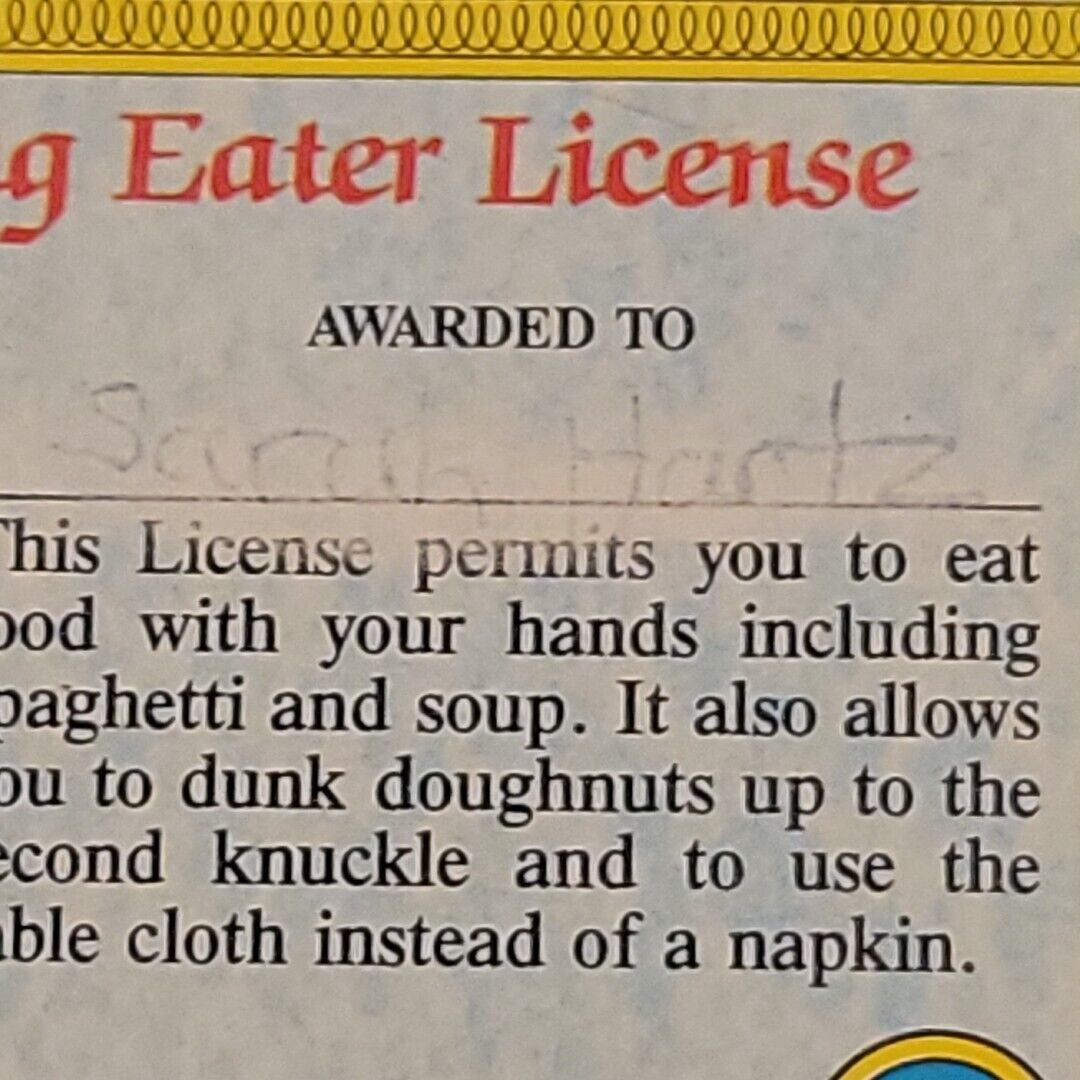 g Eater License
AWARDED TO
Sarah Hartz
This License permits you to eat
ood with your hands including
paghetti and soup. It also allows
ou to dunk doughnuts up to the
econd knuckle and to use the
able cloth instead of a napkin.